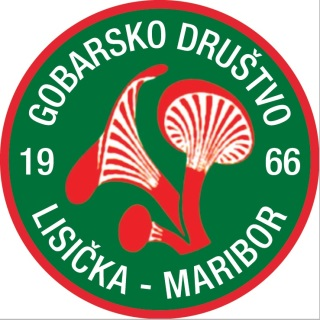 GOBARSKO DRUŠTVO
19 66
LISIČKA - MARIBOR